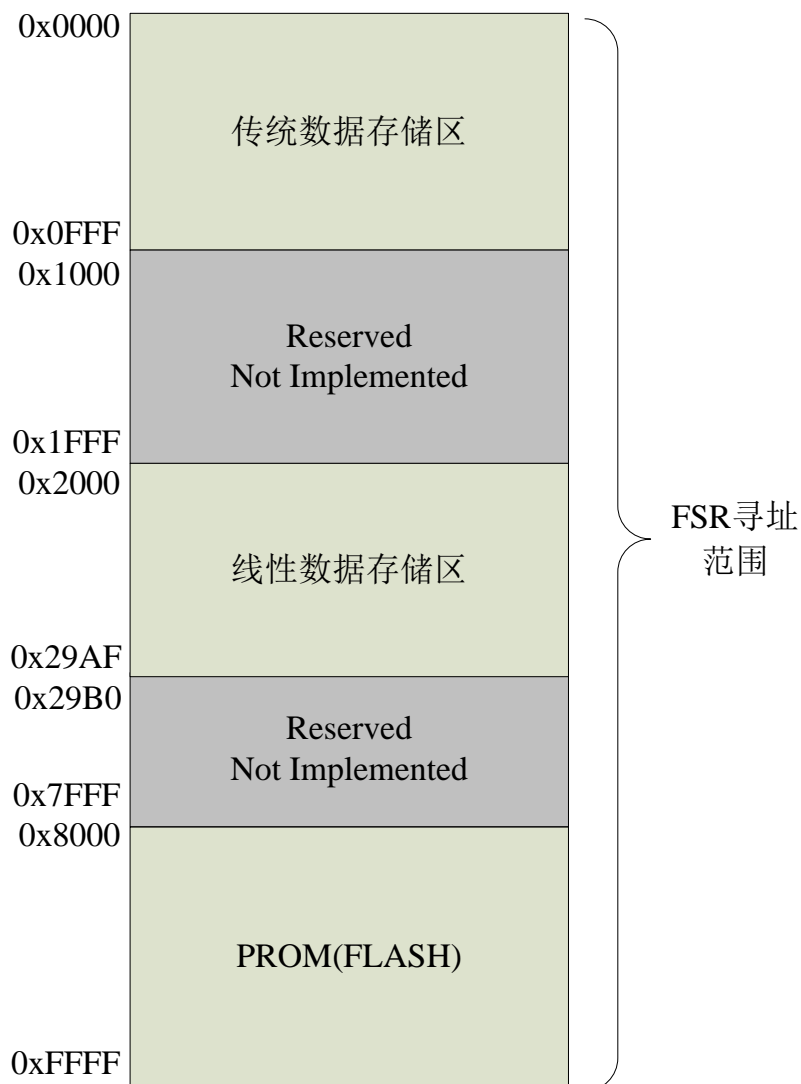 0x0000
传统数据存储区
0x0FFF
0x1000
Reserved
Not Implemented
0x1FFF
0x2000
线性数据存储区
0x29AF
0x29B0
Reserved
Not Implemented
0x7FFF
0x8000
PROM(FLASH)
0xFFFF
FSR寻址
范围